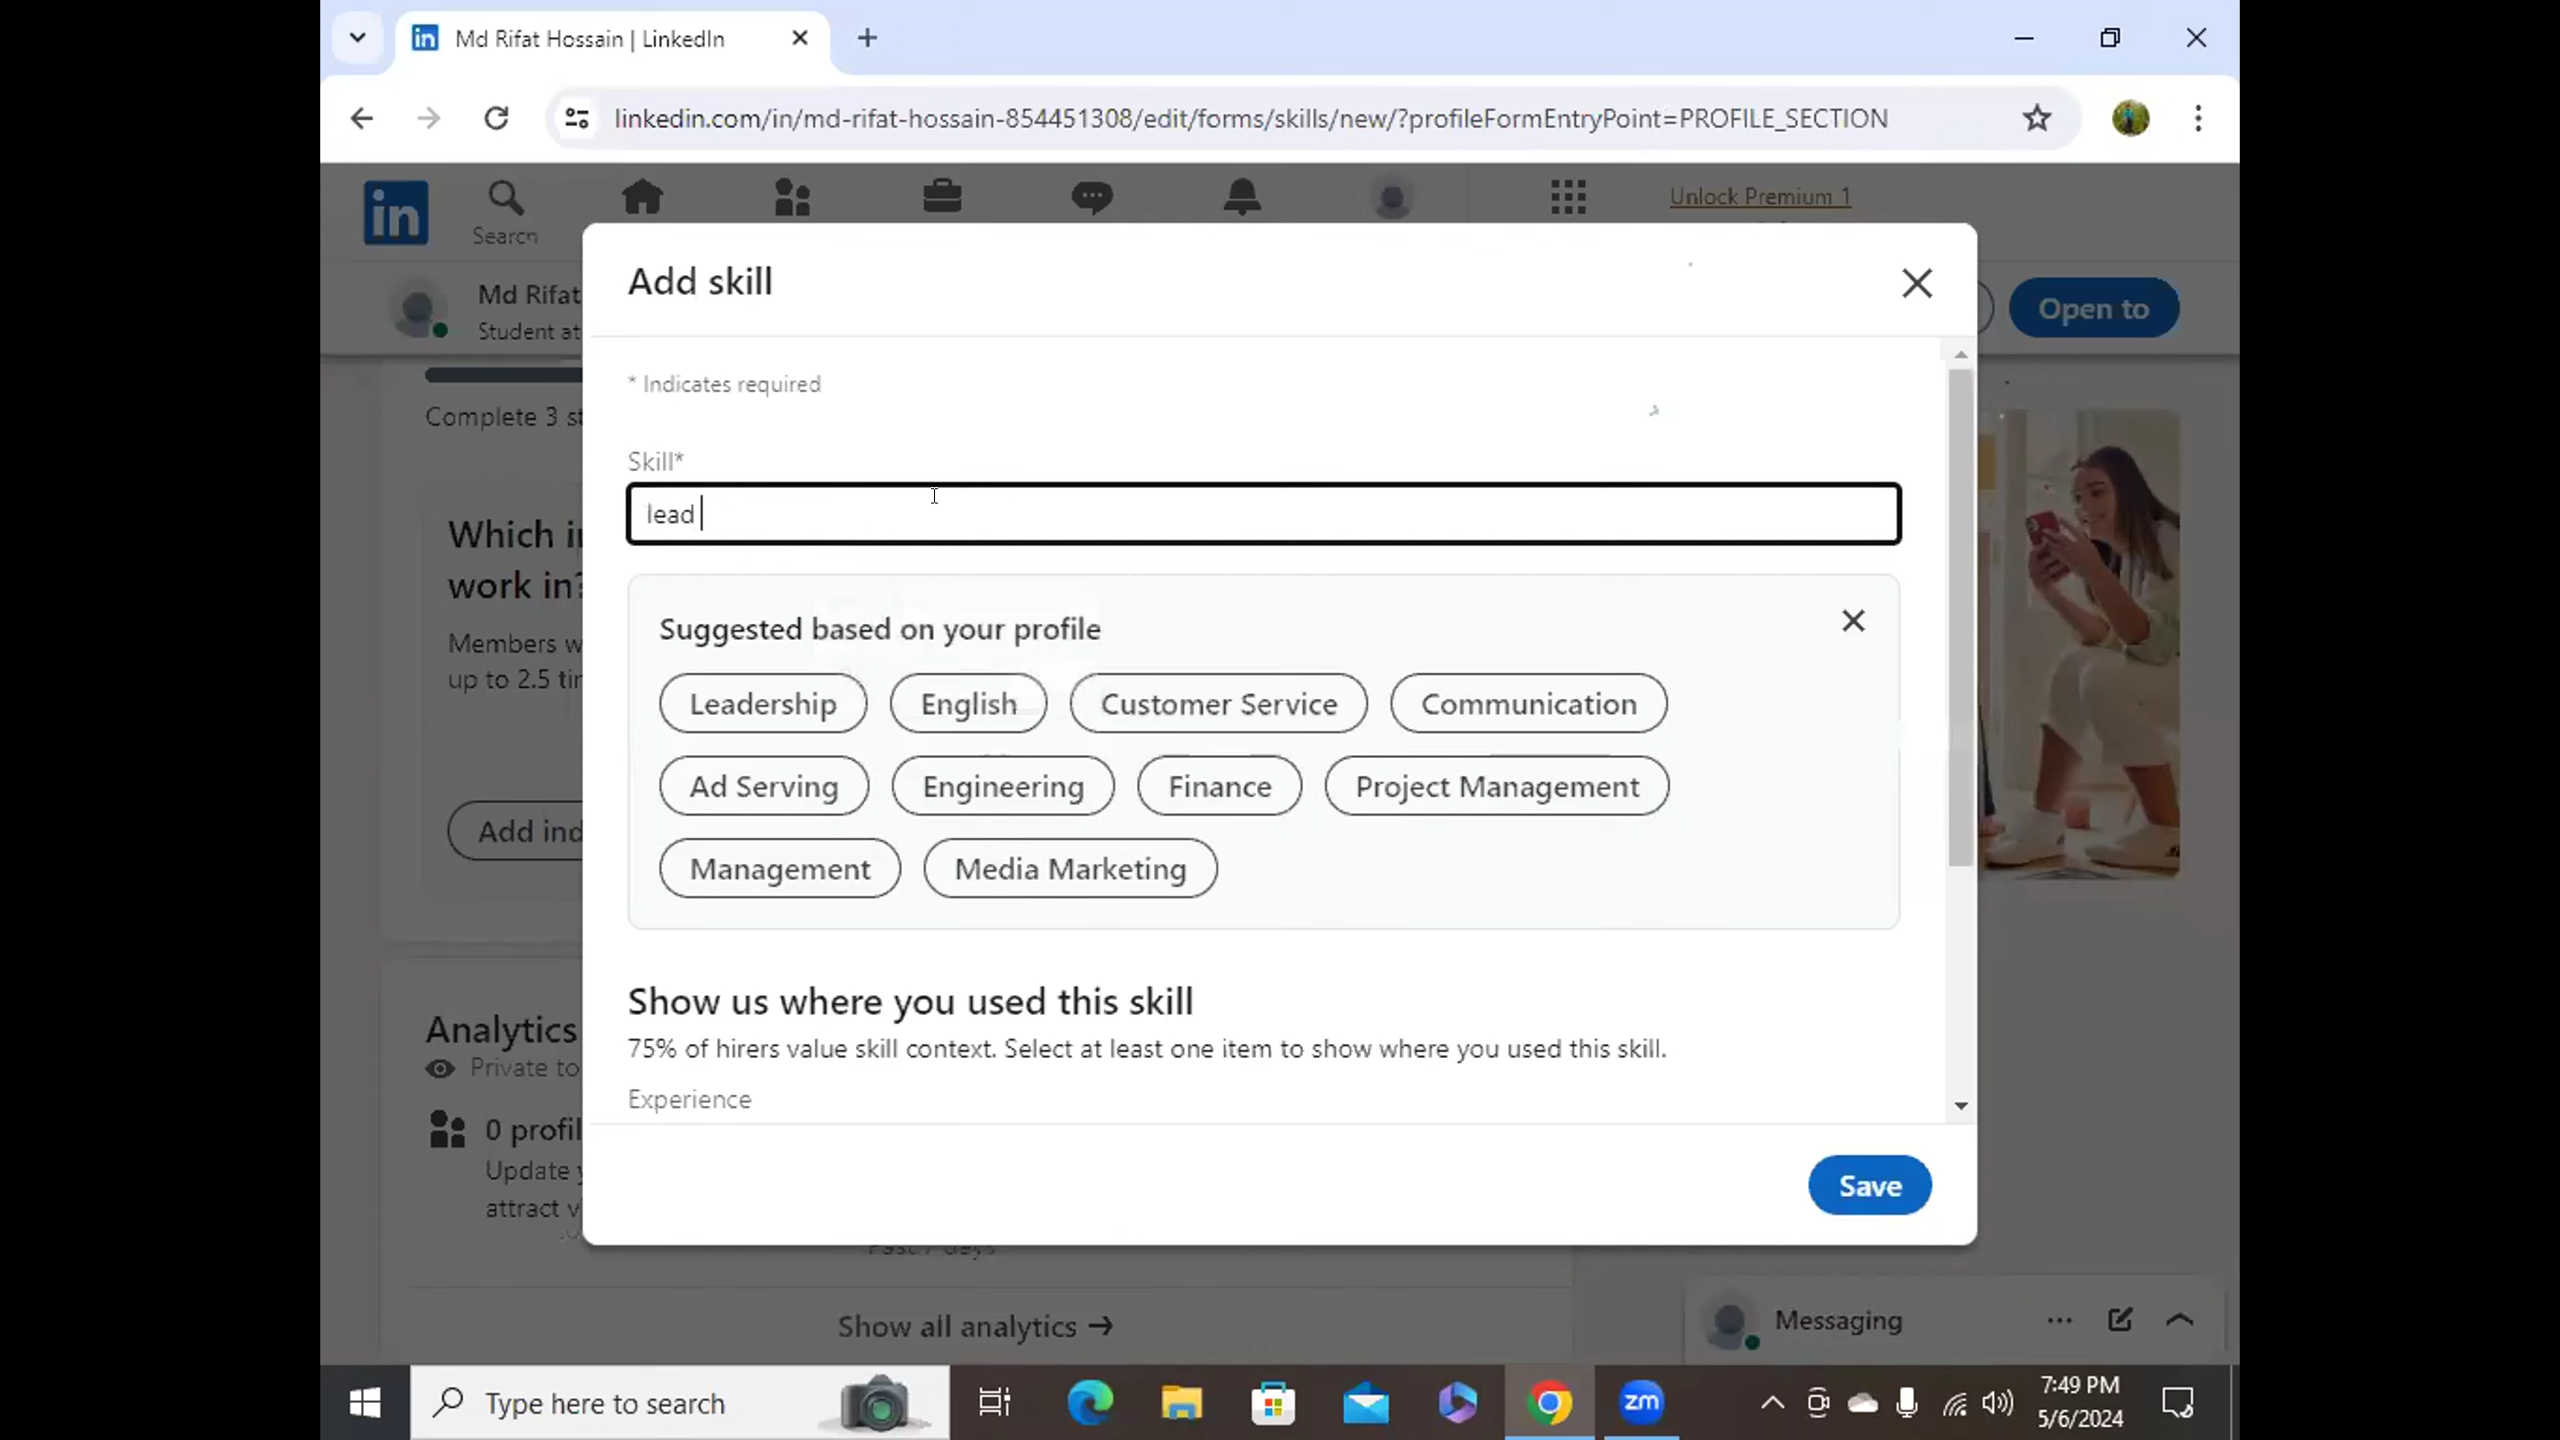 Md Rifat Hossain | LinkedIn
linkedin.com/in/md-rifat-hossain-854451308/edit/forms/skills/new/?profileFormEntryPoint=PROFILE_SECTION
in
Search
Unlock Premium 1
Md Rifat
Student at
Open to
Add skill
* Indicates required
Complete 3
Skill*
lead
Which
work in?
Members
up to 2.5
Add
Suggested based on your profile
Leadership
English
Customer Service
Communication
Ad Serving
Engineering
Finance
Project Management
Management
Media Marketing
Show us where you used this skill
75% of hirers value skill context. Select at least one item to show where you used this skill.
Experience
Analytics
Private to
0
Update
attract
Save
Past 7 days
Show all analytics →
Messaging
Type here to search
zm
7:49 PM
5/6/2024